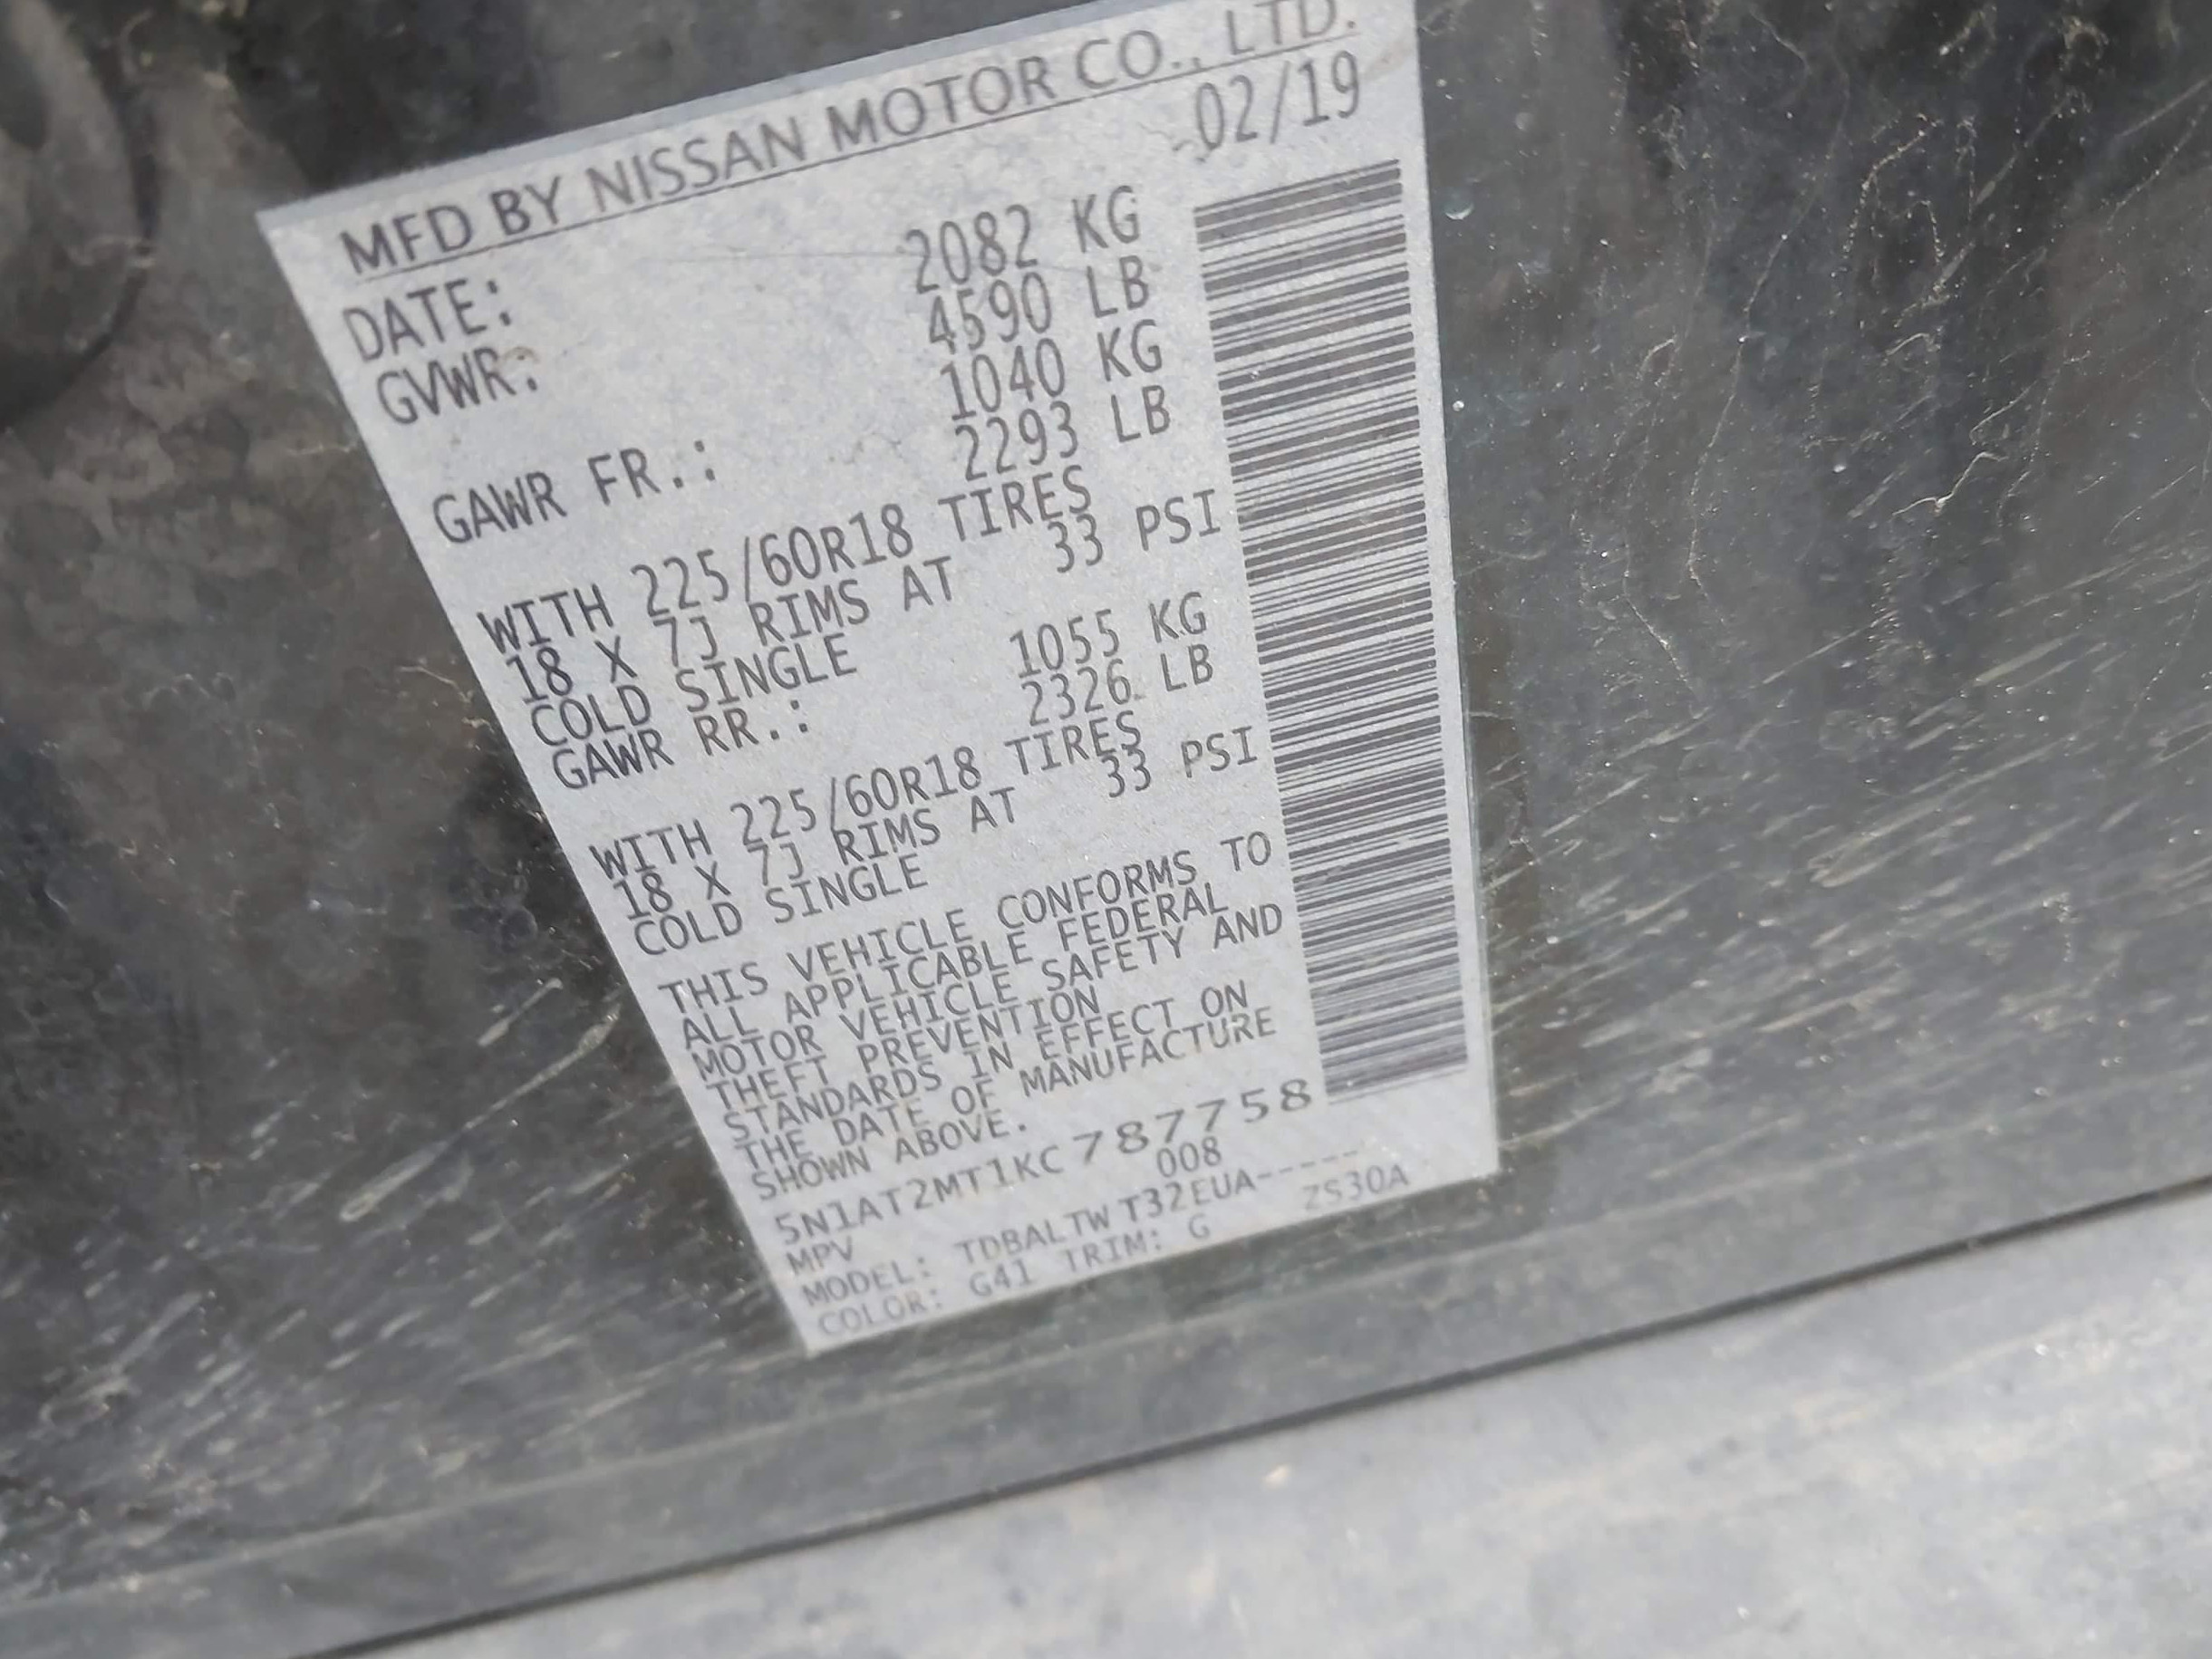 MFD BY NISSAN MOTOR CO., LTD.
DATE: 02/19
GVWR: 2082 KG
4590 LB
GAWR FR.: 1040 KG
2293 LB
WITH 225/60R18 TIRES
18 X 7J RIMS AT 33 PSI
COLD SINGLE
GAWR RR.: 1055 KG
2326 LB
WITH 225/60R18 TIRES
18 X 7J RIMS AT 33 PSI
COLD SINGLE
THIS VEHICLE CONFORMS TO
ALL APPLICABLE FEDERAL
MOTOR VEHICLE SAFETY AND
THEFT PREVENTION
STANDARDS IN EFFECT ON
THE DATE OF MANUFACTURE
SHOWN ABOVE.
5N1AT2MT1KC787758
MPV 008
MODEL: TDBALTWT32EUA-----
COLOR: G41 TRIM: G ZS30A